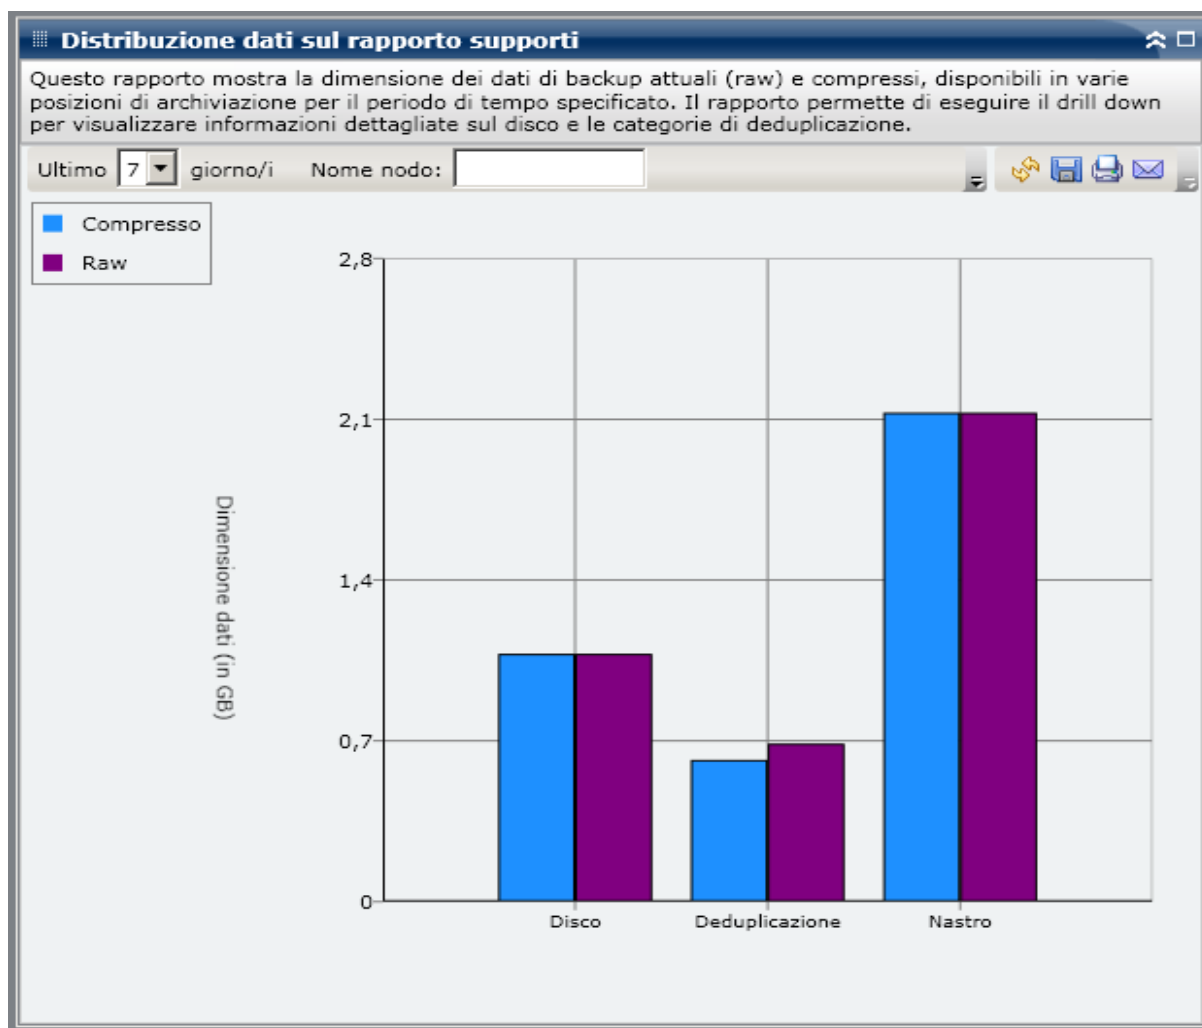 Distribuzione dati sul rapporto supporti
Questo rapporto mostra la dimensione dei dati di backup attuali (raw) e compressi, disponibili in varie
posizioni di archiviazione per il periodo di tempo specificato. Il rapporto permette di eseguire il drill down
per visualizzare informazioni dettagliate sul disco e le categorie di deduplicazione.
Ultimo 7 giorno/i Nome nodo:
Compresso
Raw
2,8
2,1
1,4
0,7
0
Dimensione dati (in GB)
Disco Deduplicazione Nastro